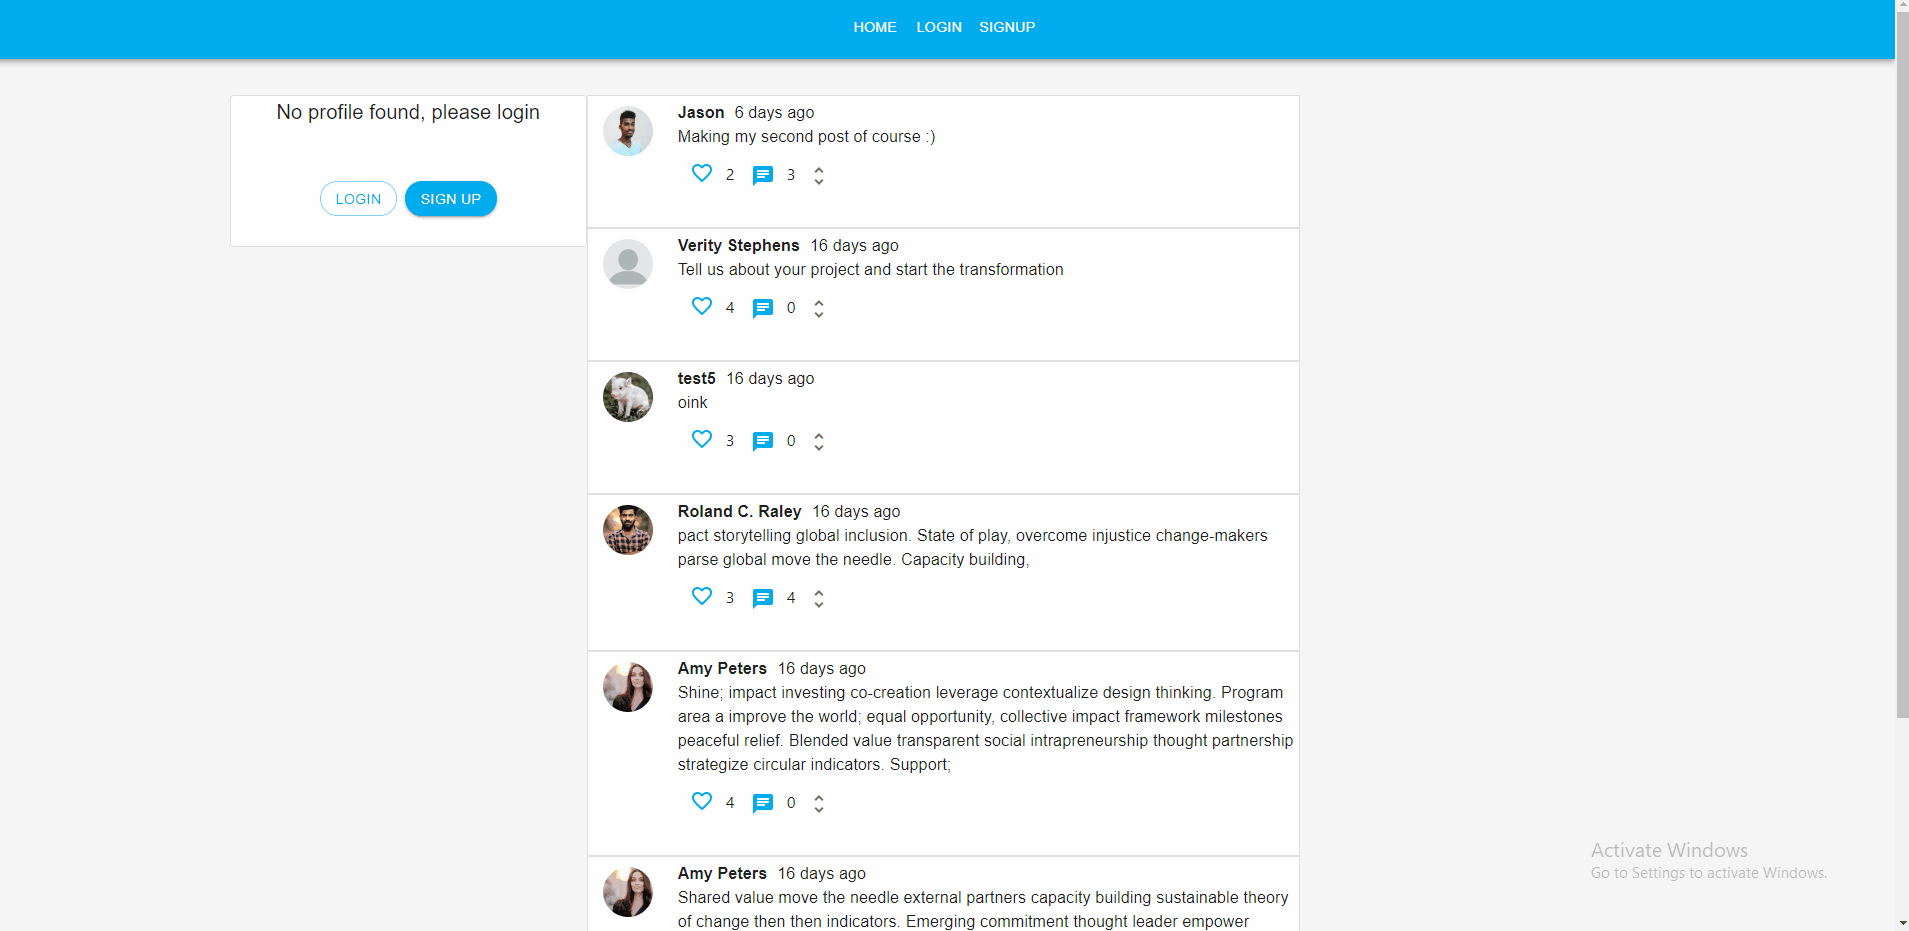 HOME LOGIN SIGNUP
No profile found, please login
LOGIN SIGN UP
Jason 6 days ago
Making my second post of course :)
2 3
Verity Stephens 16 days ago
Tell us about your project and start the transformation
4 0
test5 16 days ago
oink
3 0
Roland C. Raley 16 days ago
pact storytelling global inclusion. State of play, overcome injustice change-makers
parse global move the needle. Capacity building,
3 4
Amy Peters 16 days ago
Shine; impact investing co-creation leverage contextualize design thinking. Program
area a improve the world; equal opportunity, collective impact framework milestones
peaceful relief. Blended value transparent social intrapreneurship thought partnership
strategize circular indicators. Support;
4 0
Amy Peters 16 days ago
Shared value move the needle external partners capacity building sustainable theory
of change then then indicators. Emerging commitment thought leader empower
Activate Windows
Go to Settings to activate Windows.